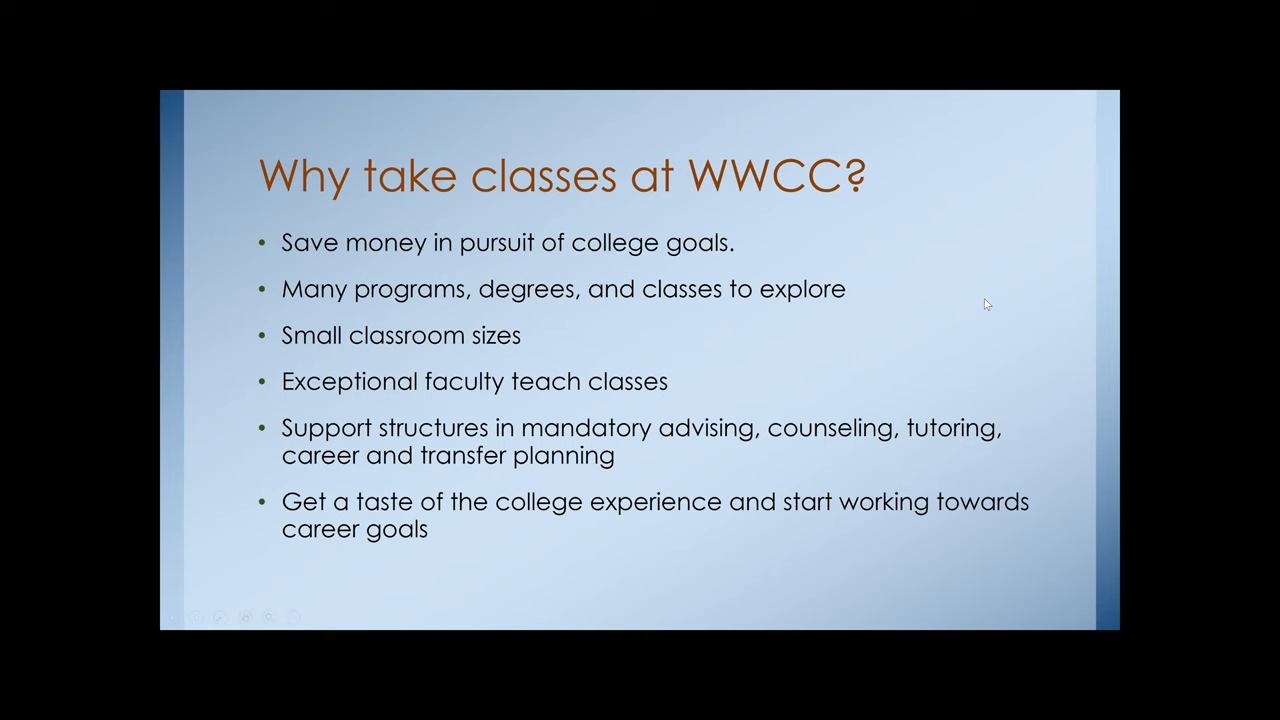 Why take classes at WWCC?
• Save money in pursuit of college goals.
• Many programs, degrees, and classes to explore
• Small classroom sizes
• Exceptional faculty teach classes
• Support structures in mandatory advising, counseling, tutoring,
career and transfer planning
• Get a taste of the college experience and start working towards
career goals